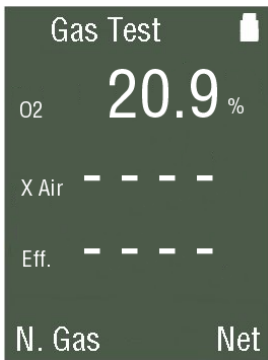 Gas Test
O2 20.9 %
X Air - - - -
Eff. - - - -
N. Gas Net